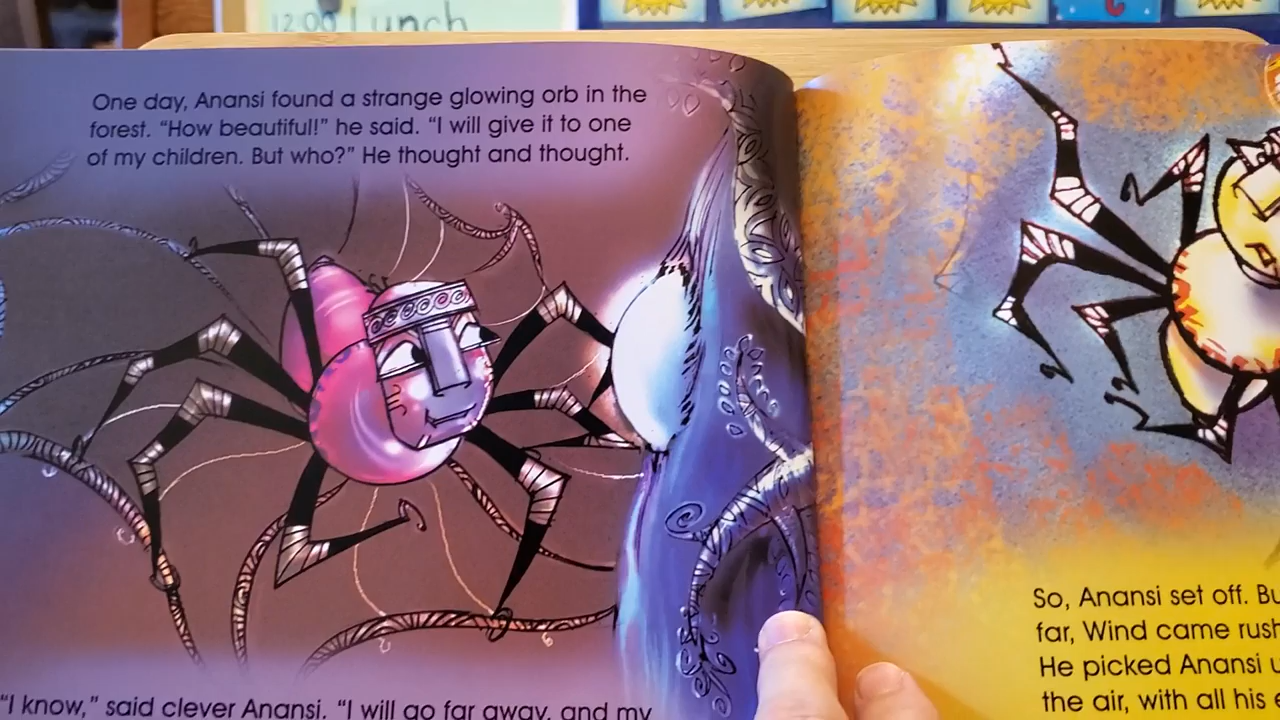 12:00 Lunch
One day, Anansi found a strange glowing orb in the
forest. "How beautiful!" he said. "I will give it to one
of my children. But who?" He thought and thought.
"I know," said clever Anansi. "I will go far away, and my
So, Anansi set off.
far, Wind came
He picked Anansi
the air, with all his